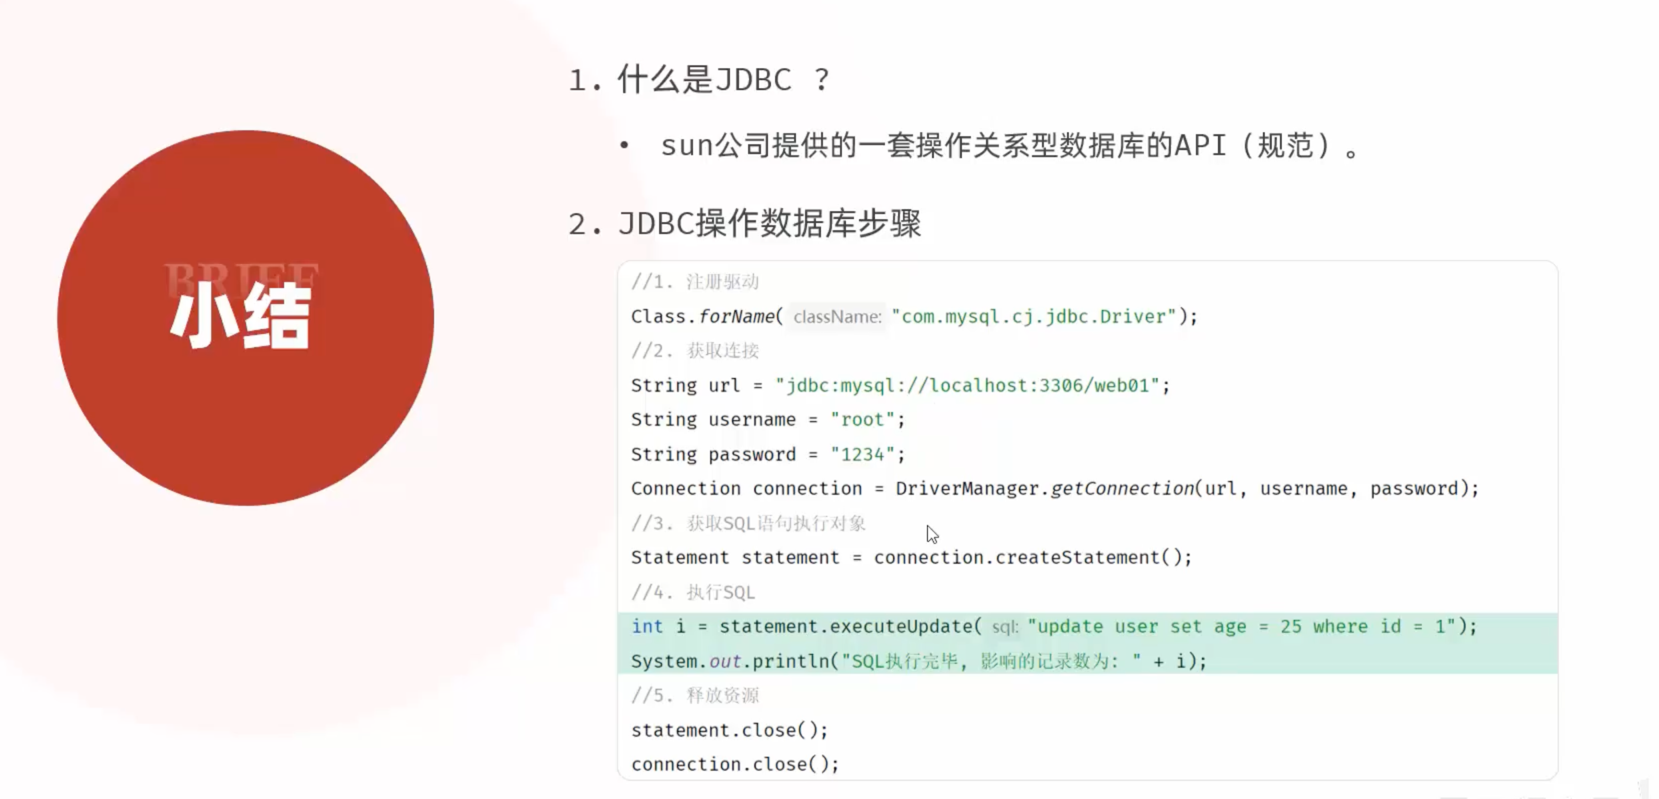 1. 什么是JDBC ？
• sun公司提供的一套操作关系型数据库的API（规范）。
2. JDBC操作数据库步骤
BRIEF
小结
//1. 注册驱动
Class.forName( className: "com.mysql.cj.jdbc.Driver");
//2. 获取连接
String url = "jdbc:mysql://localhost:3306/web01";
String username = "root";
String password = "1234";
Connection connection = DriverManager.getConnection(url, username, password);
//3. 获取SQL语句执行对象
Statement statement = connection.createStatement();
//4. 执行SQL
int i = statement.executeUpdate( sql: "update user set age = 25 where id = 1");
System.out.println("SQL执行完毕, 影响的记录数为: " + i);
//5. 释放资源
statement.close();
connection.close();